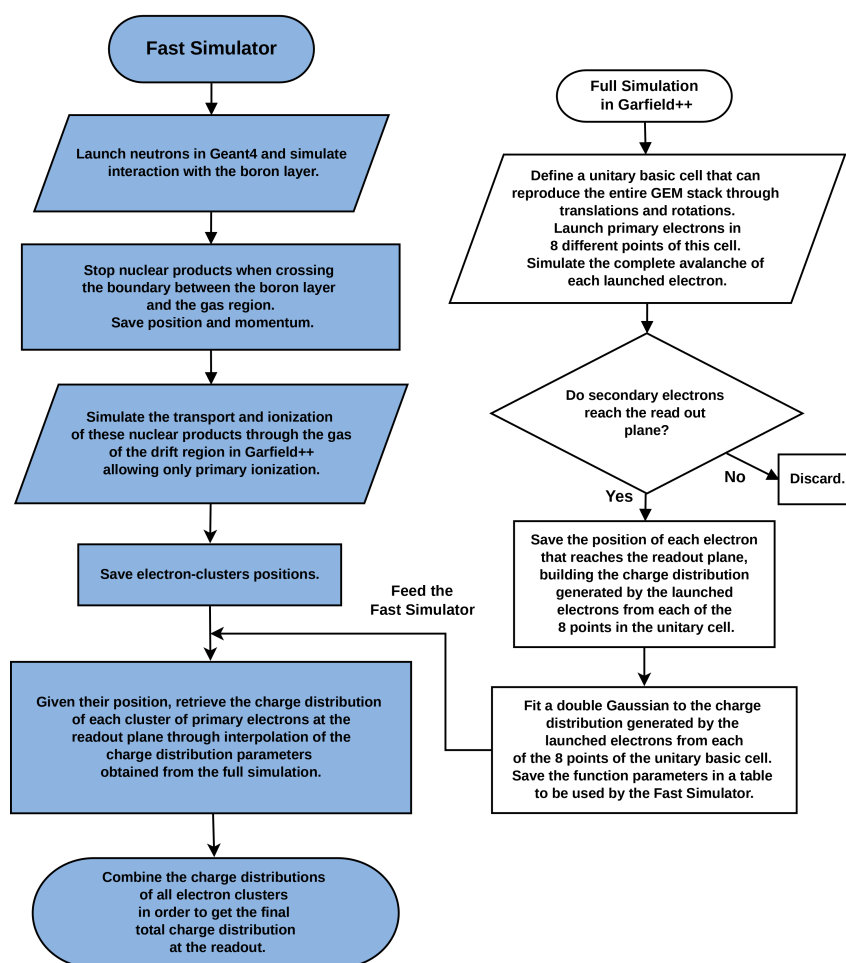 Fast Simulator
Launch neutrons in Geant4 and simulate
interaction with the boron layer.
Stop nuclear products when crossing
the boundary between the boron layer
and the gas region.
Save position and momentum.
Simulate the transport and ionization
of these nuclear products through the gas
of the drift region in Garfield++
allowing only primary ionization.
Save electron-clusters positions.
Given their position, retrieve the charge distribution
of each cluster of primary electrons at the
readout plane through interpolation of the
charge distribution parameters
obtained from the full simulation.
Combine the charge distributions
of all electron clusters
in order to get the final
total charge distribution
at the readout.
Full Simulation
in Garfield++
Define a unitary basic cell that can
reproduce the entire GEM stack through
translations and rotations.
Launch primary electrons in
8 different points of this cell.
Simulate the complete avalanche of
each launched electron.
Do secondary electrons
reach the read out
plane?
No
Discard.
Yes
Save the position of each electron
that reaches the readout plane,
building the charge distribution
generated by the launched
electrons from each of the
8 points in the unitary cell.
Fit a double Gaussian to the charge
distribution generated by the
launched electrons from each
of the 8 points of the unitary basic cell.
Save the function parameters in a table
to be used by the Fast Simulator.
Feed the
Fast Simulator